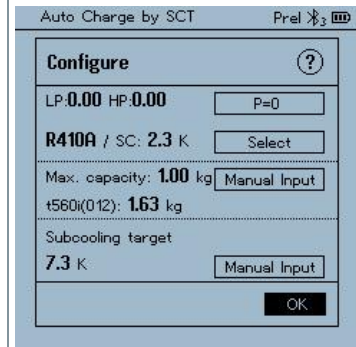 Auto Charge by SCT Prel 3
Configure ?
LP:0.00 HP:0.00 P=0
R410A / SC: 2.3 K Select
Max. capacity: 1.00 kg Manual Input
t560i(012): 1.63 kg
Subcooling target
7.3 K Manual Input
OK